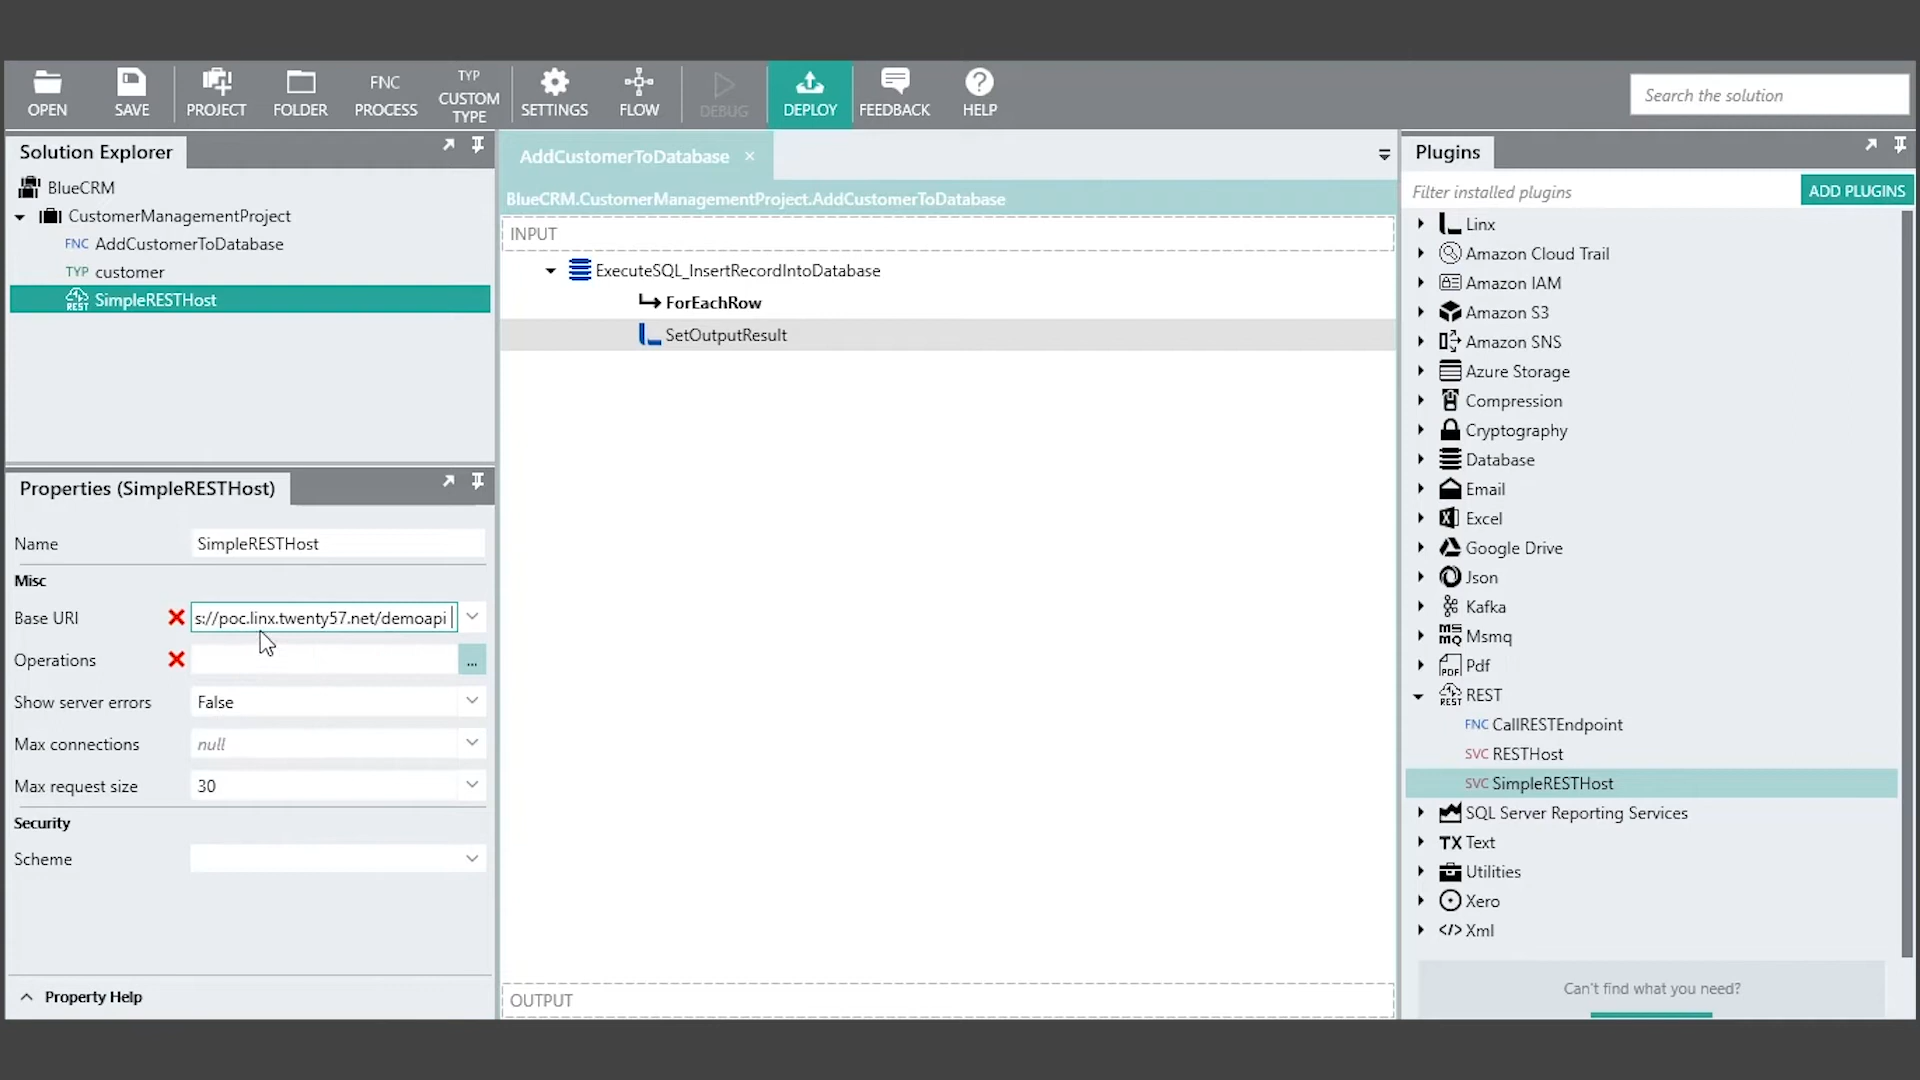 OPEN
SAVE
PROJECT
FOLDER
FNC
PROCESS
TYP
CUSTOM
TYPE
SETTINGS
FLOW
DEBUG
DEPLOY
FEEDBACK
HELP
Search the solution
Solution Explorer
BlueCRM
CustomerManagementProject
FNC AddCustomerToDatabase
TYP customer
REST SimpleRESTHost
Properties (SimpleRESTHost)
Name SimpleRESTHost
Misc
Base URI s://poc.linx.twenty57.net/demoapi
Operations ...
Show server errors False
Max connections null
Max request size 30
Security
Scheme
Property Help
AddCustomerToDatabase
BlueCRM.CustomerManagementProject.AddCustomerToDatabase
INPUT
ExecuteSQL_InsertRecordIntoDatabase
ForEachRow
SetOutputResult
OUTPUT
Plugins
Filter installed plugins ADD PLUGINS
Linx
Amazon Cloud Trail
Amazon IAM
Amazon S3
Amazon SNS
Azure Storage
Compression
Cryptography
Database
Email
Excel
Google Drive
Json
Kafka
MS MQ Msmq
PDF Pdf
REST REST
FNC CallRESTEndpoint
SVC RESTHost
SVC SimpleRESTHost
SQL Server Reporting Services
TX Text
Utilities
Xero
</> Xml
Can't find what you need?